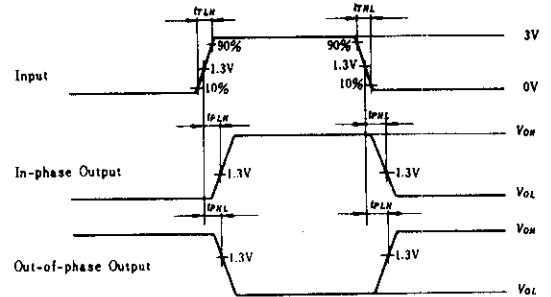 tTLH tTHL
90% 90% 3V
Input 1.3V 1.3V
10% 10% 0V
tPLH tPHL VOH
In-phase Output 1.3V 1.3V
VOL
tPHL tPLH VOH
Out-of-phase Output 1.3V 1.3V
VOL